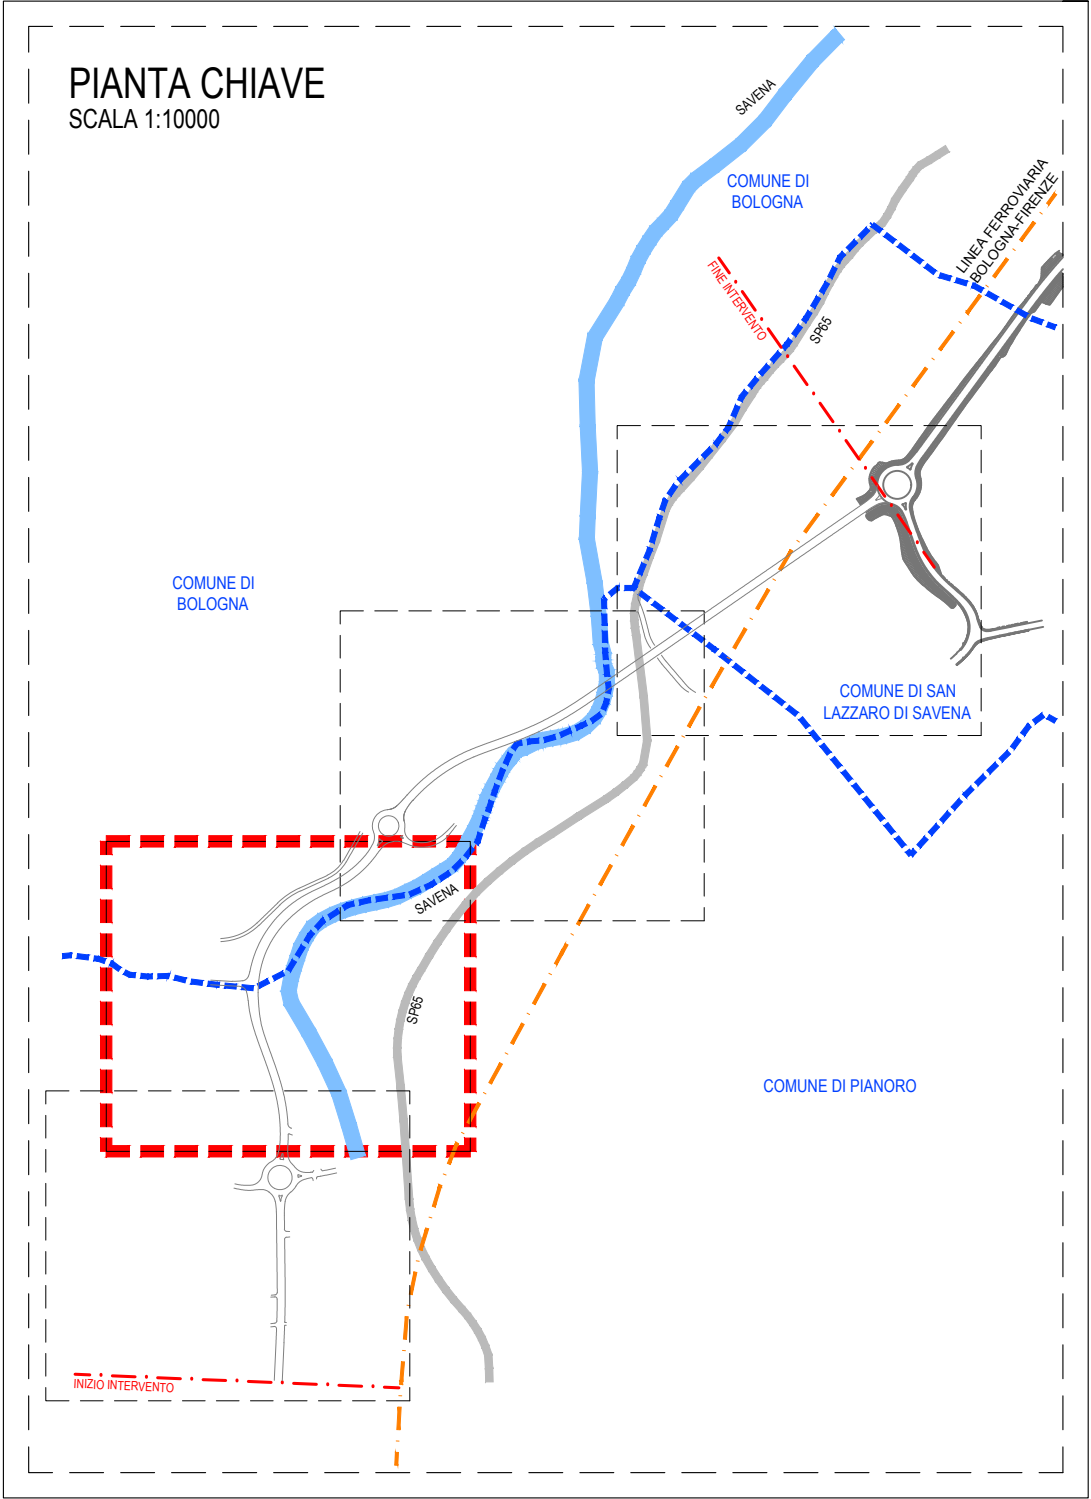 PIANTA CHIAVE
SCALA 1:10000
SAVENA
COMUNE DI
BOLOGNA
LINEA FERROVIARIA
BOLOGNA-FIRENZE
FINE INTERVENTO
SP65
COMUNE DI
BOLOGNA
COMUNE DI SAN
LAZZARO DI SAVENA
SAVENA
SP65
COMUNE DI PIANORO
INIZIO INTERVENTO